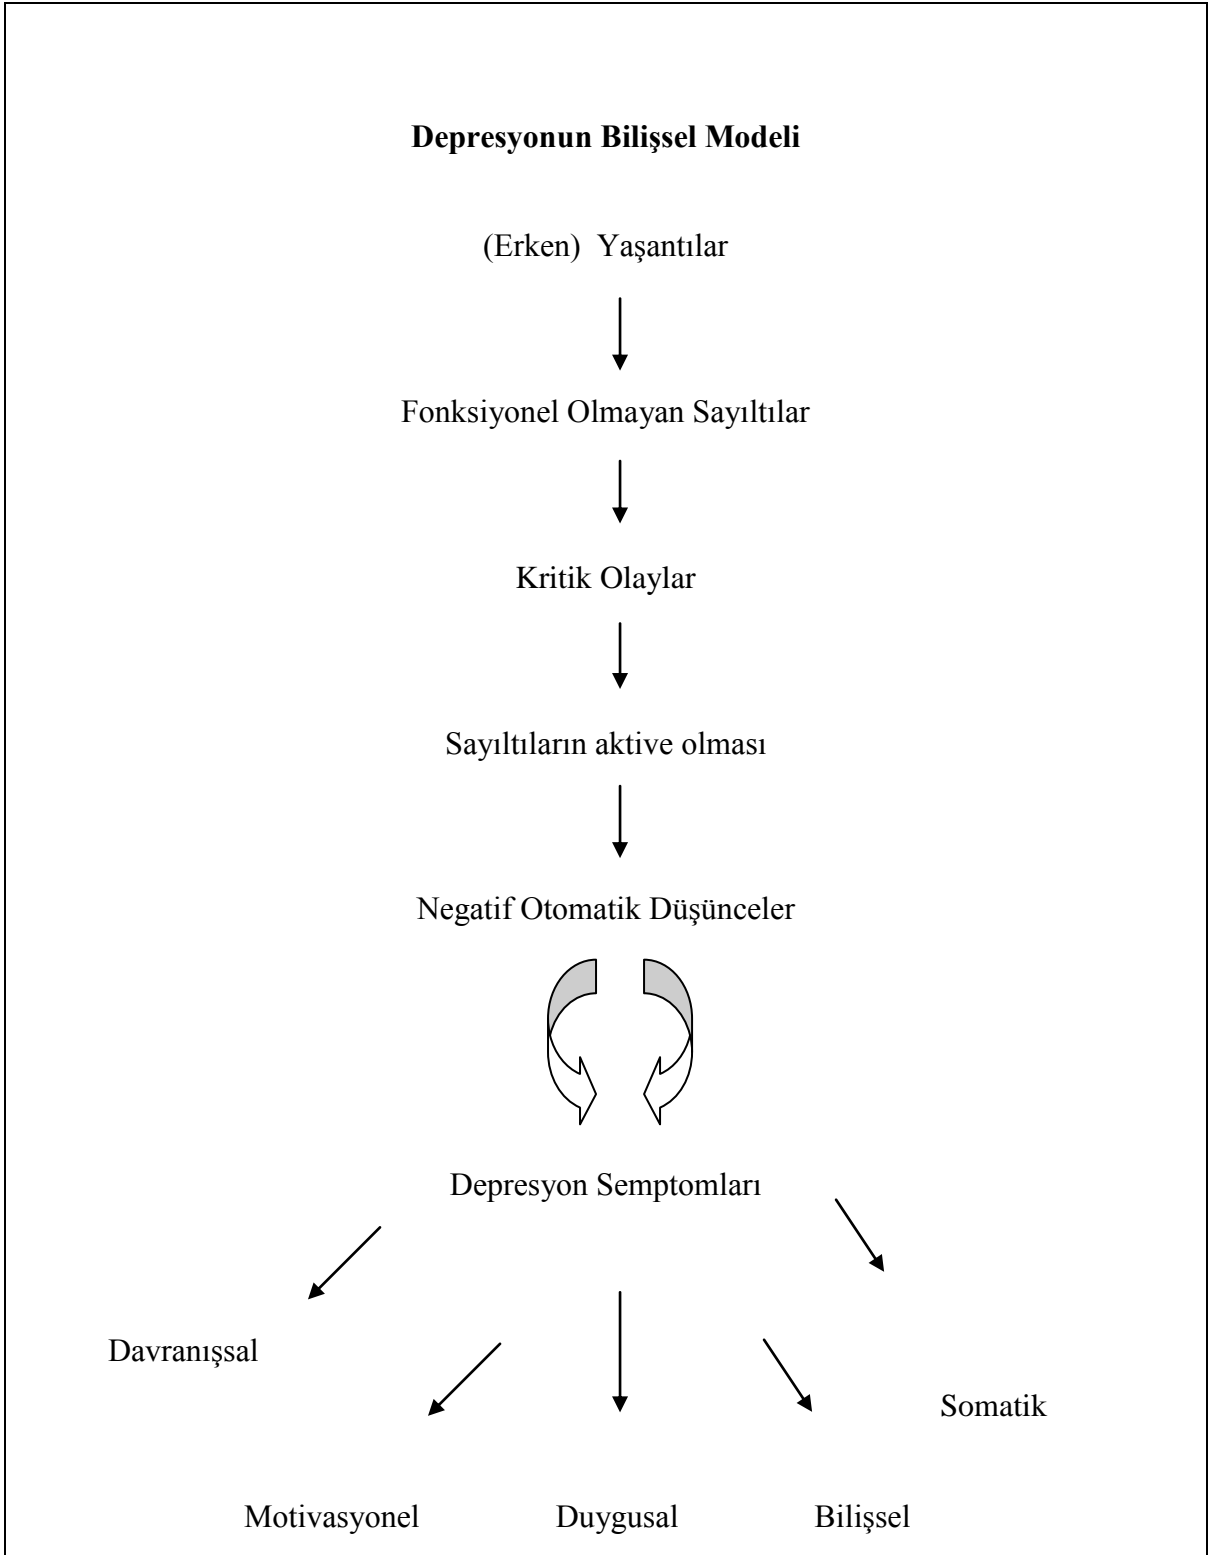 Depresyonun Bilişsel Modeli
(Erken) Yaşantılar
Fonksiyonel Olmayan Sayıltılar
Kritik Olaylar
Sayıltıların aktive olması
Negatif Otomatik Düşünceler
Depresyon Semptomları
Davranışsal
Somatik
Motivasyonel Duygusal Bilişsel